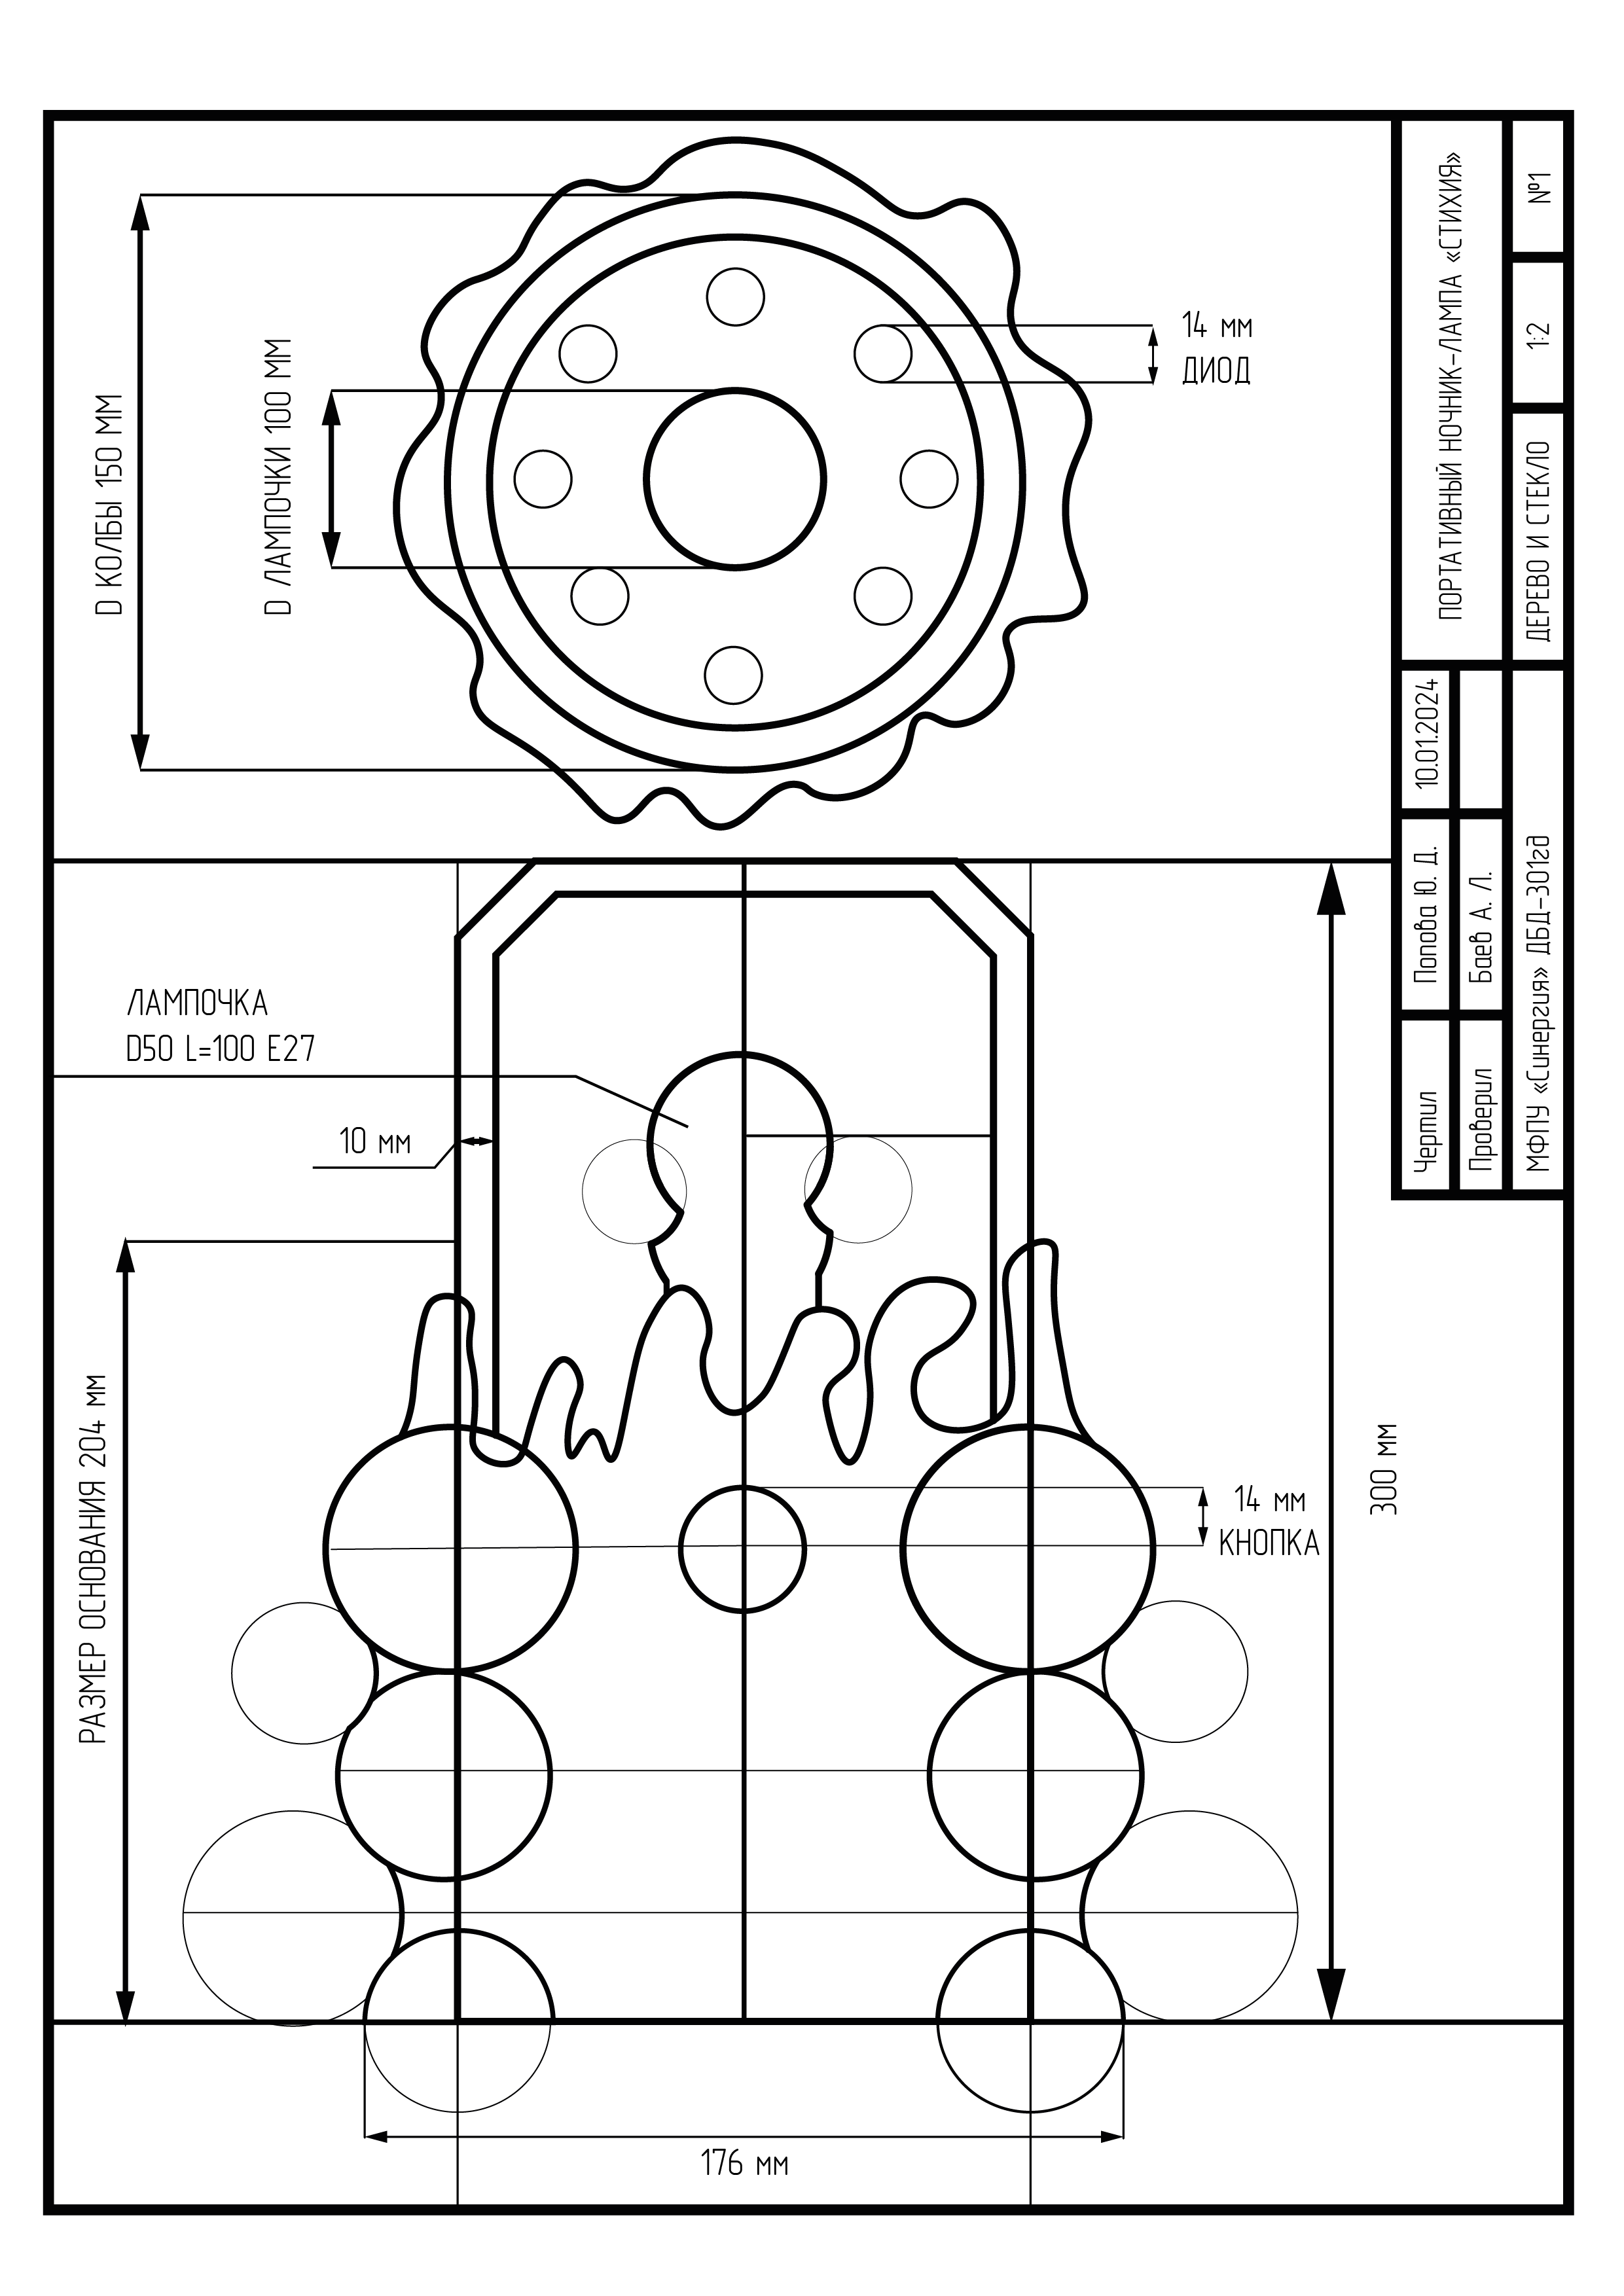 D КОЛБЫ 150 ММ
D ЛАМПОЧКИ 100 ММ
14 мм
ДИОД
ЛАМПОЧКА
D50 L=100 E27
10 мм
РАЗМЕР ОСНОВАНИЯ 204 мм
14 мм
КНОПКА
300 мм
176 мм
ПОРТАТИВНЫЙ НОЧНИК-ЛАМПА «СТИХИЯ»
ДЕРЕВО И СТЕКЛО
1:2
№1
Чертил
Попова Ю. Д.
10.01.2024
Проверил
Баев А. Л.
МФПУ «Синергия» ДБД-301гд